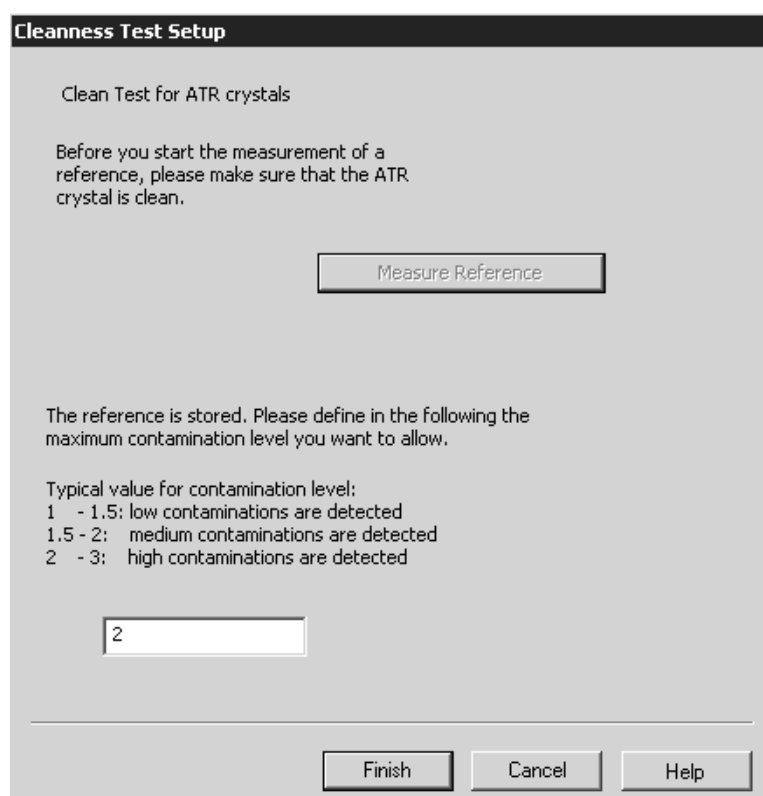 Cleanness Test Setup
Clean Test for ATR crystals
Before you start the measurement of a
reference, please make sure that the ATR
crystal is clean.
Measure Reference
The reference is stored. Please define in the following the
maximum contamination level you want to allow.
Typical value for contamination level:
1 - 1.5: low contaminations are detected
1.5 - 2: medium contaminations are detected
2 - 3: high contaminations are detected
2
Finish Cancel Help